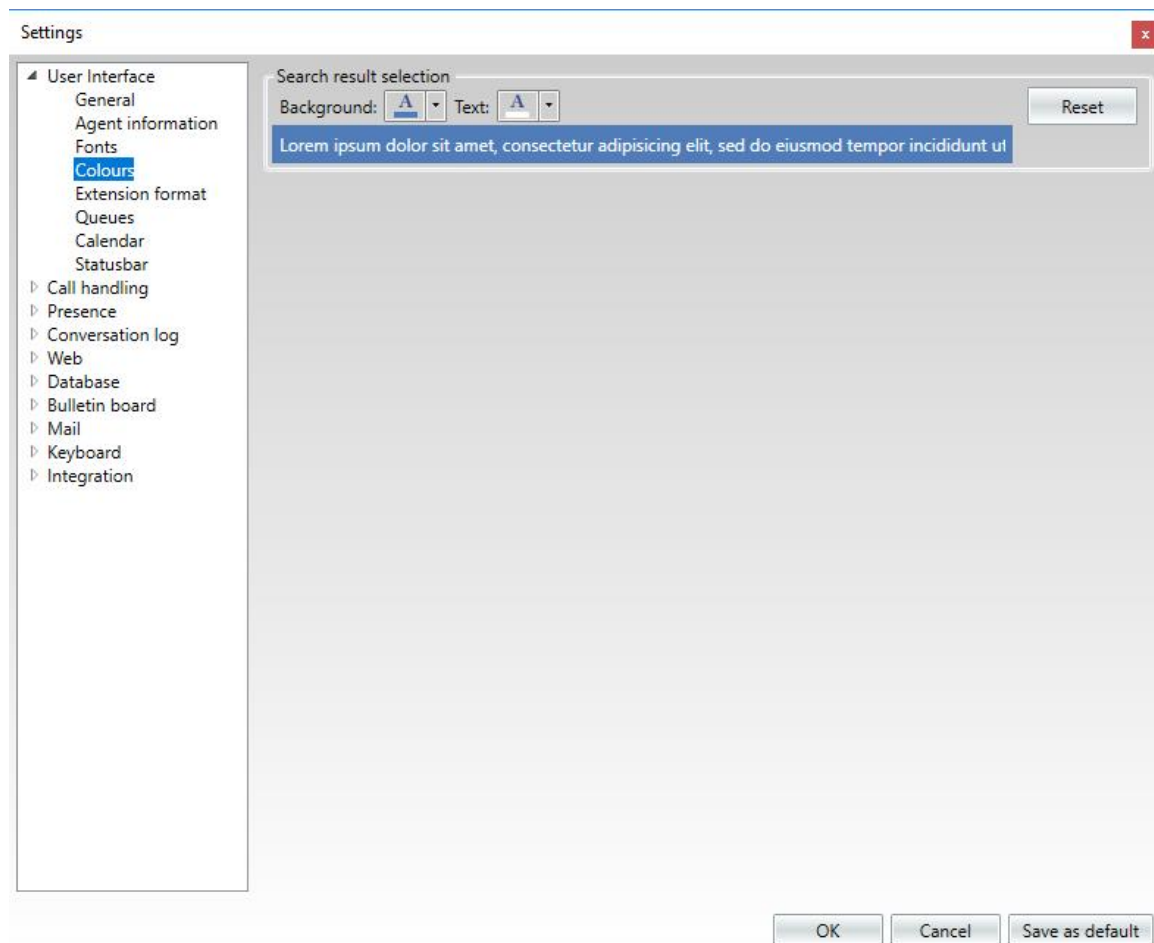 Settings
x
User Interface
General
Agent information
Fonts
Colours
Extension format
Queues
Calendar
Statusbar
Call handling
Presence
Conversation log
Web
Database
Bulletin board
Mail
Keyboard
Integration
Search result selection
Background: A Text: A
Reset
Lorem ipsum dolor sit amet, consectetur adipisicing elit, sed do eiusmod tempor incididunt ut
OK Cancel Save as default